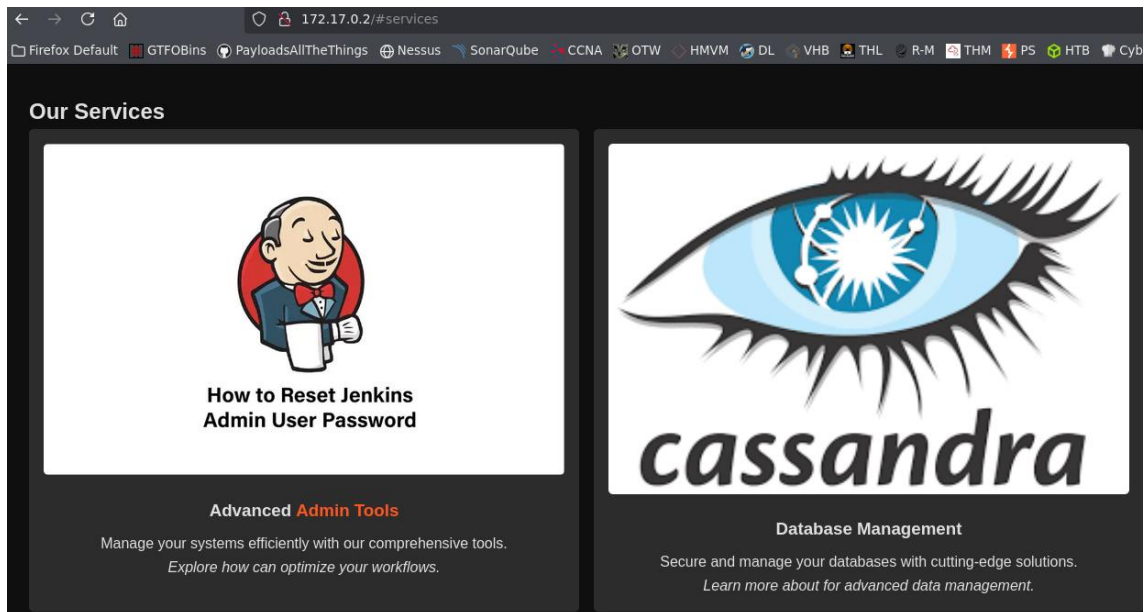 172.17.0.2/#services
Firefox Default GTFOBins PayloadsAllTheThings Nessus SonarQube CCNA OTW HMVM DL VHB THL R-M THM PS HTB Cyb
Our Services
How to Reset Jenkins
Admin User Password
Advanced Admin Tools
Manage your systems efficiently with our comprehensive tools.
Explore how can optimize your workflows.
cassandra
Database Management
Secure and manage your databases with cutting-edge solutions.
Learn more about for advanced data management.